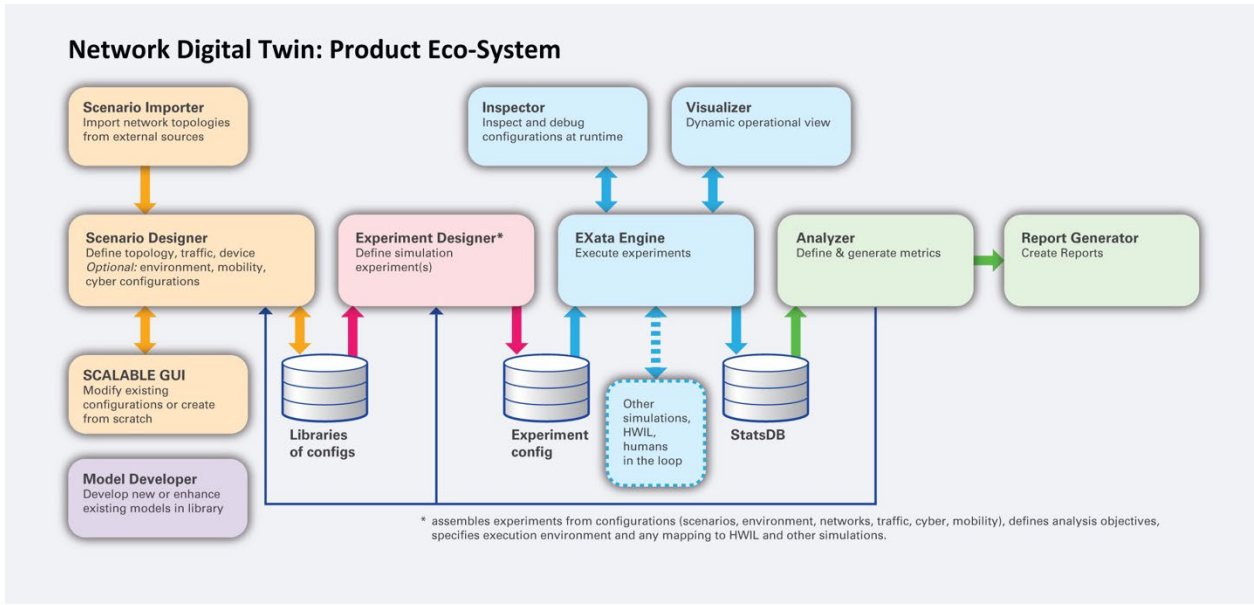 Network Digital Twin: Product Eco-System
Scenario Importer
Import network topologies
from external sources
Inspector
Inspect and debug
configurations at runtime
Visualizer
Dynamic operational view
Scenario Designer
Define topology, traffic, device
Optional: environment, mobility,
cyber configurations
Experiment Designer*
Define simulation
experiment(s)
EXata Engine
Execute experiments
Analyzer
Define & generate metrics
Report Generator
Create Reports
SCALABLE GUI
Modify existing
configurations or create
from scratch
Libraries
of configs
Experiment
config
Other
simulations,
HWIL,
humans
in the loop
StatsDB
Model Developer
Develop new or enhance
existing models in library
* assembles experiments from configurations (scenarios, environment, networks, traffic, cyber, mobility), defines analysis objectives,
specifies execution environment and any mapping to HWIL and other simulations.